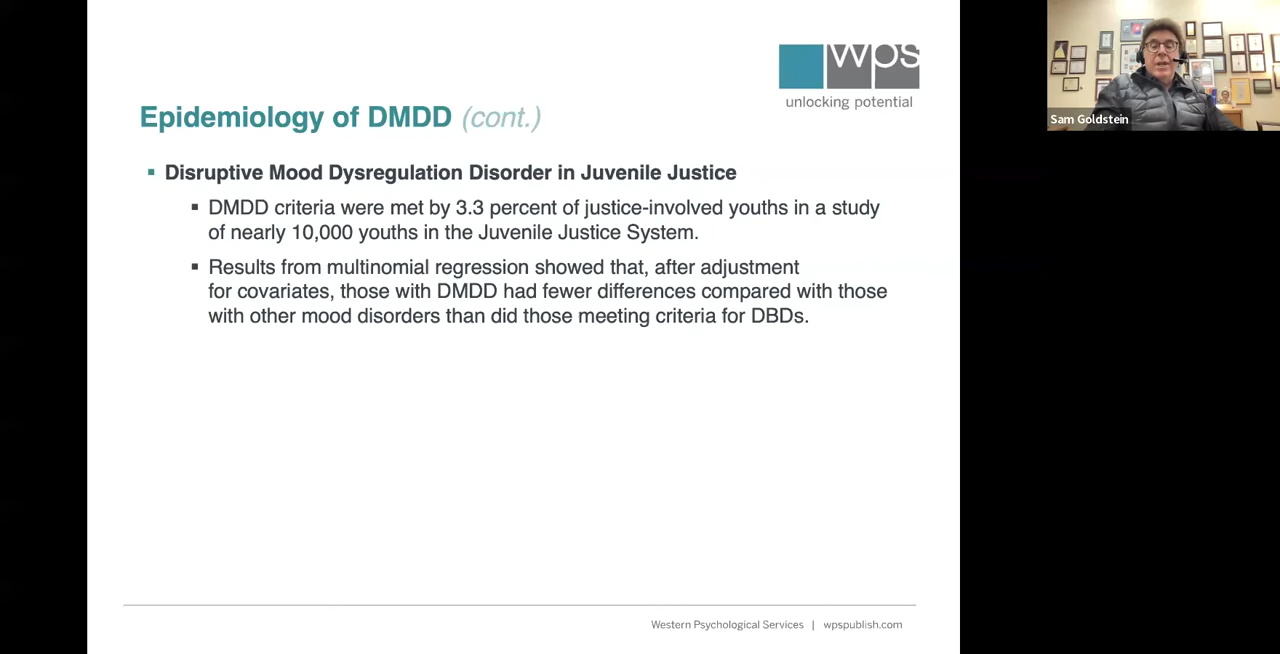 wps
unlocking potential
Epidemiology of DMDD (cont.)
▪ Disruptive Mood Dysregulation Disorder in Juvenile Justice
▪ DMDD criteria were met by 3.3 percent of justice-involved youths in a study
of nearly 10,000 youths in the Juvenile Justice System.
▪ Results from multinomial regression showed that, after adjustment
for covariates, those with DMDD had fewer differences compared with those
with other mood disorders than did those meeting criteria for DBDs.
Western Psychological Services | wpspublish.com
Sam Goldstein